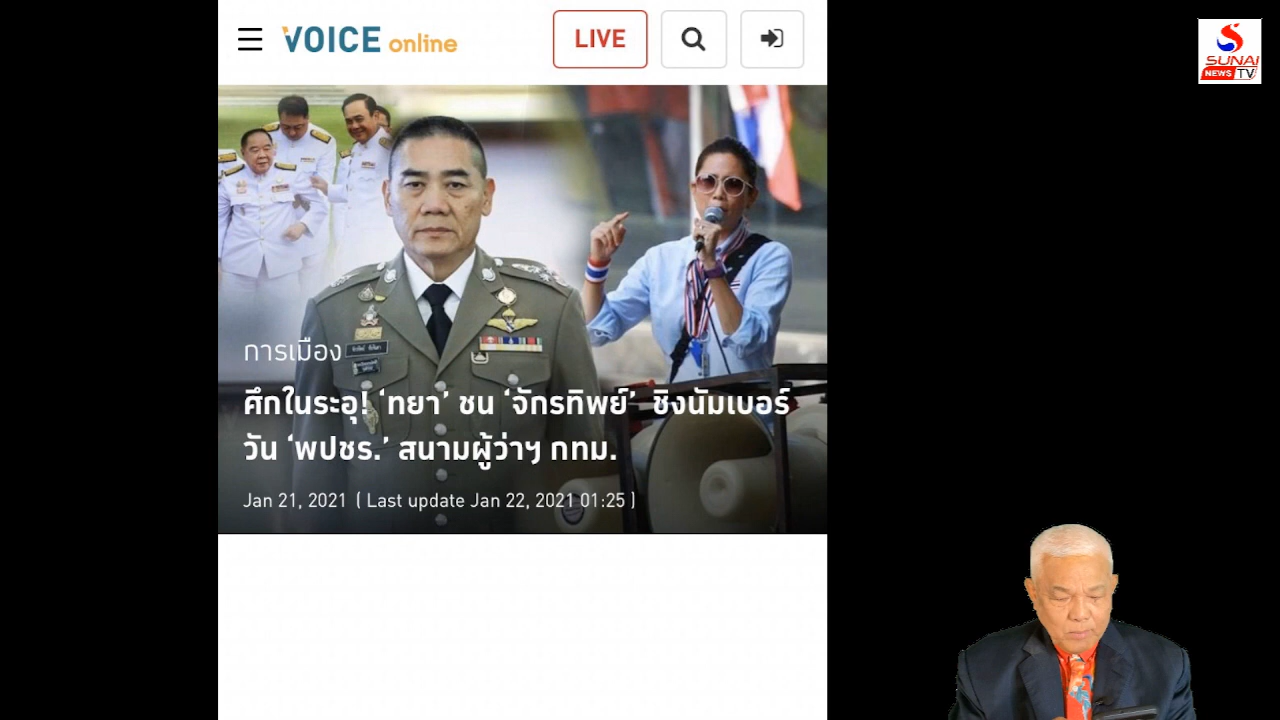 VOICE online
LIVE
SUNAI
NEWS TV
การเมือง
ศึกในระอุ! ‘ทยา’ ชน ‘จักรทิพย์’ ชิงนัมเบอร์
วัน ‘พปชร.’ สนามผู้ว่าฯ กทม.
Jan 21, 2021 ( Last update Jan 22, 2021 01:25 )